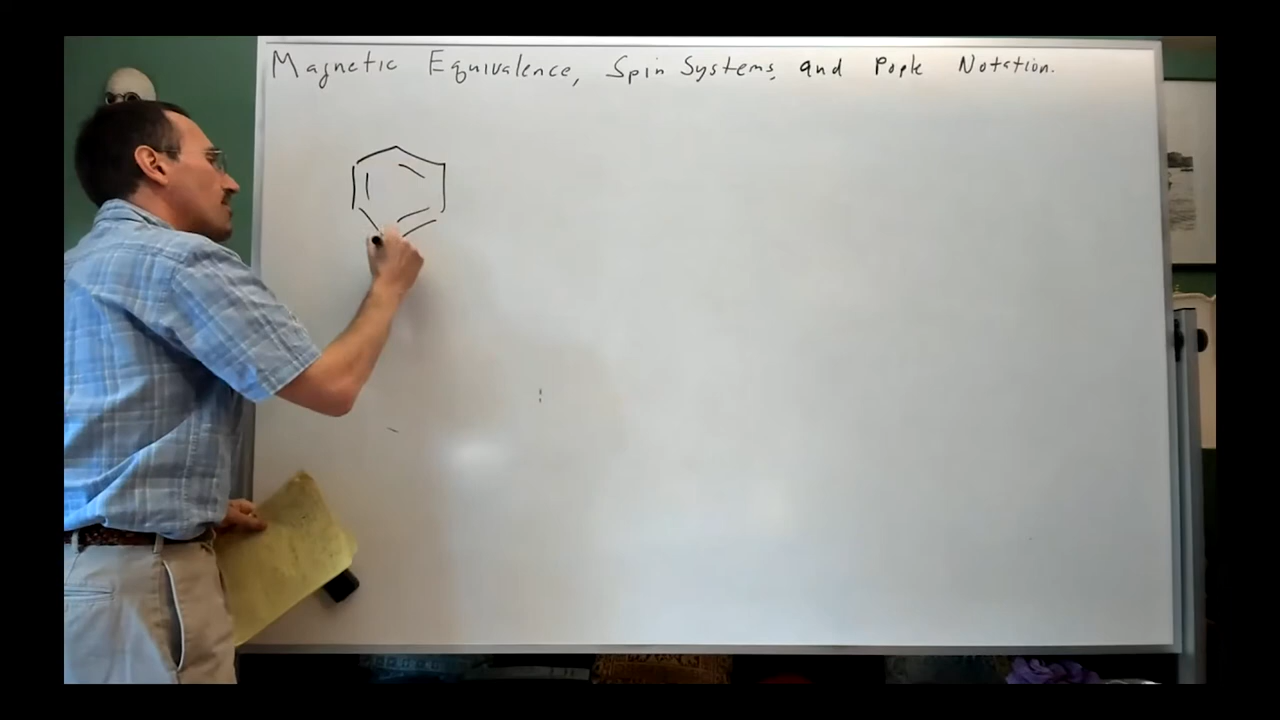 Magnetic Equivalence, Spin Systems, and Pople Notation.